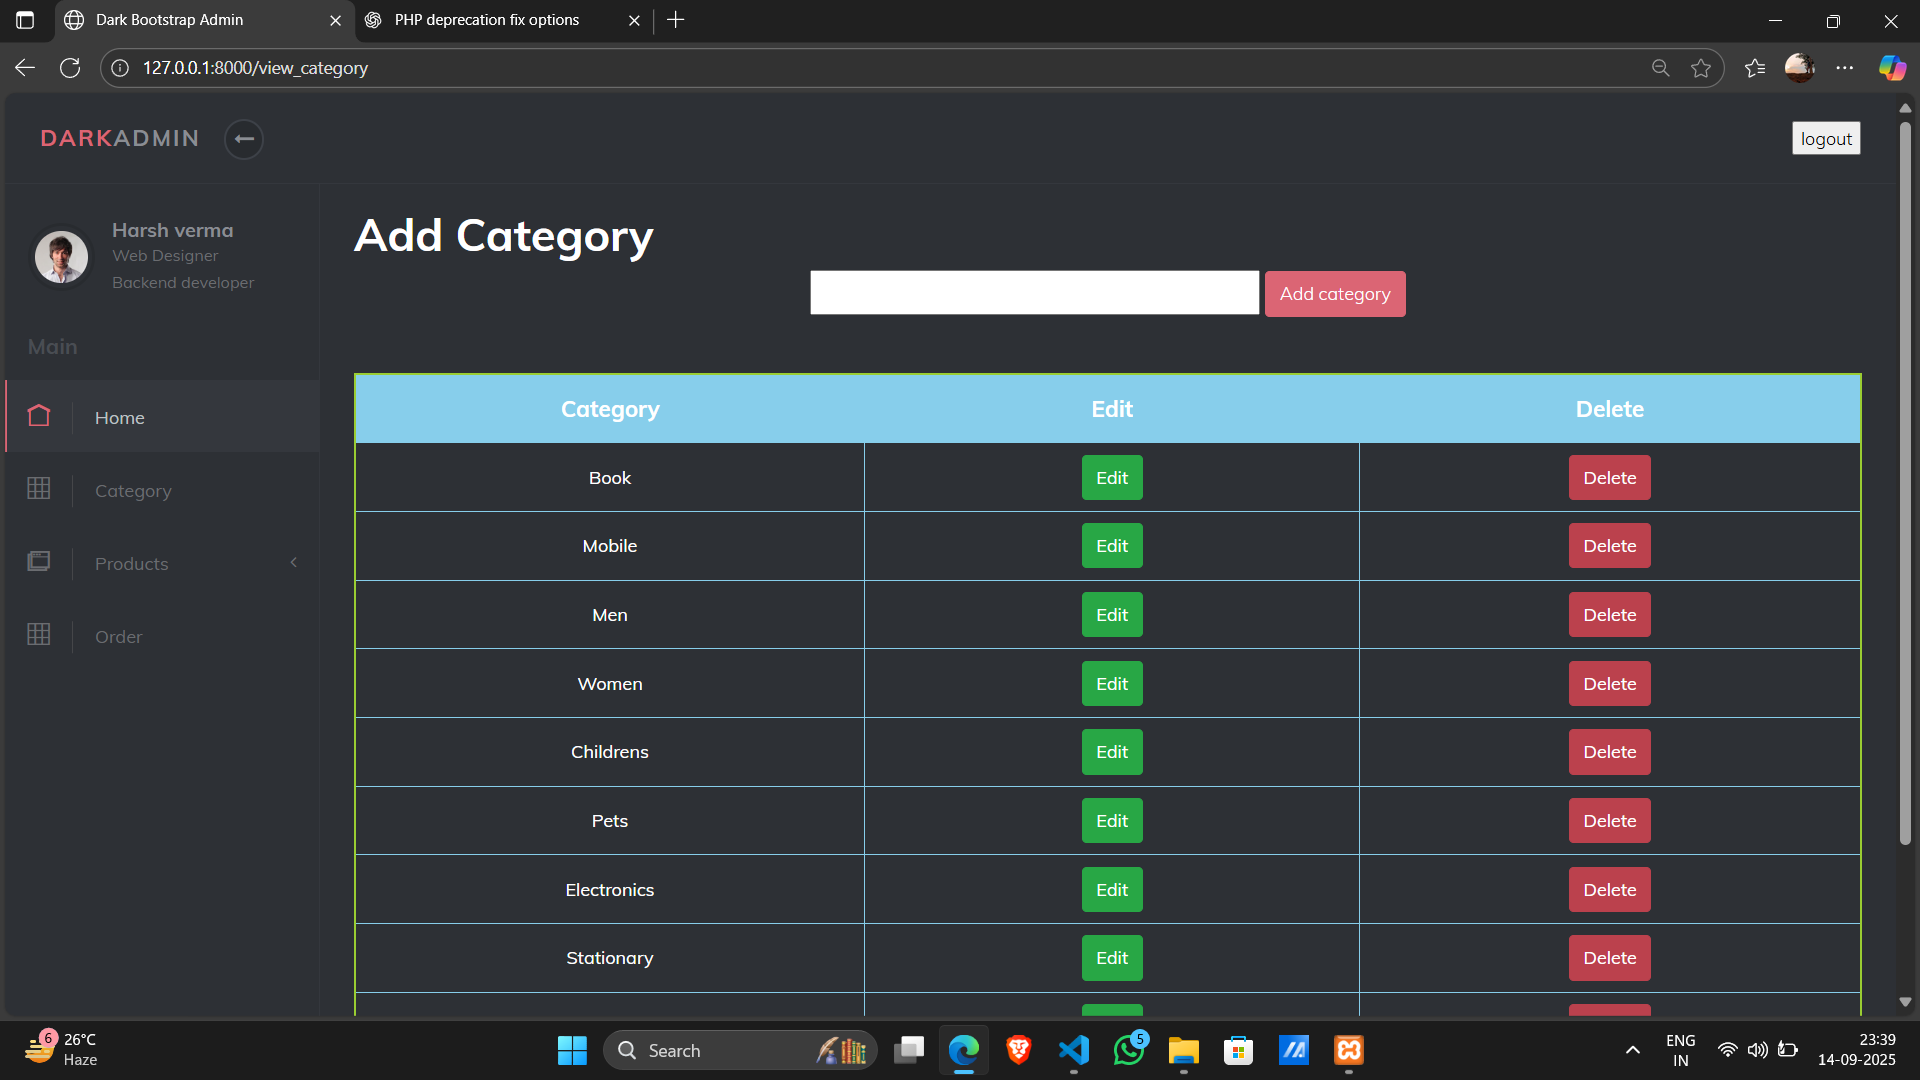 Dark Bootstrap Admin
PHP deprecation fix options
127.0.0.1:8000/view_category
DARKADMIN
logout
Harsh verma
Web Designer
Backend developer
Main
Home
Category
Products
Order
Add Category
Add category
Category Edit Delete
Book Edit Delete
Mobile Edit Delete
Men Edit Delete
Women Edit Delete
Childrens Edit Delete
Pets Edit Delete
Electronics Edit Delete
Stationary Edit Delete
6
26°C
Haze
Search
5
ENG
IN
23:39
14-09-2025